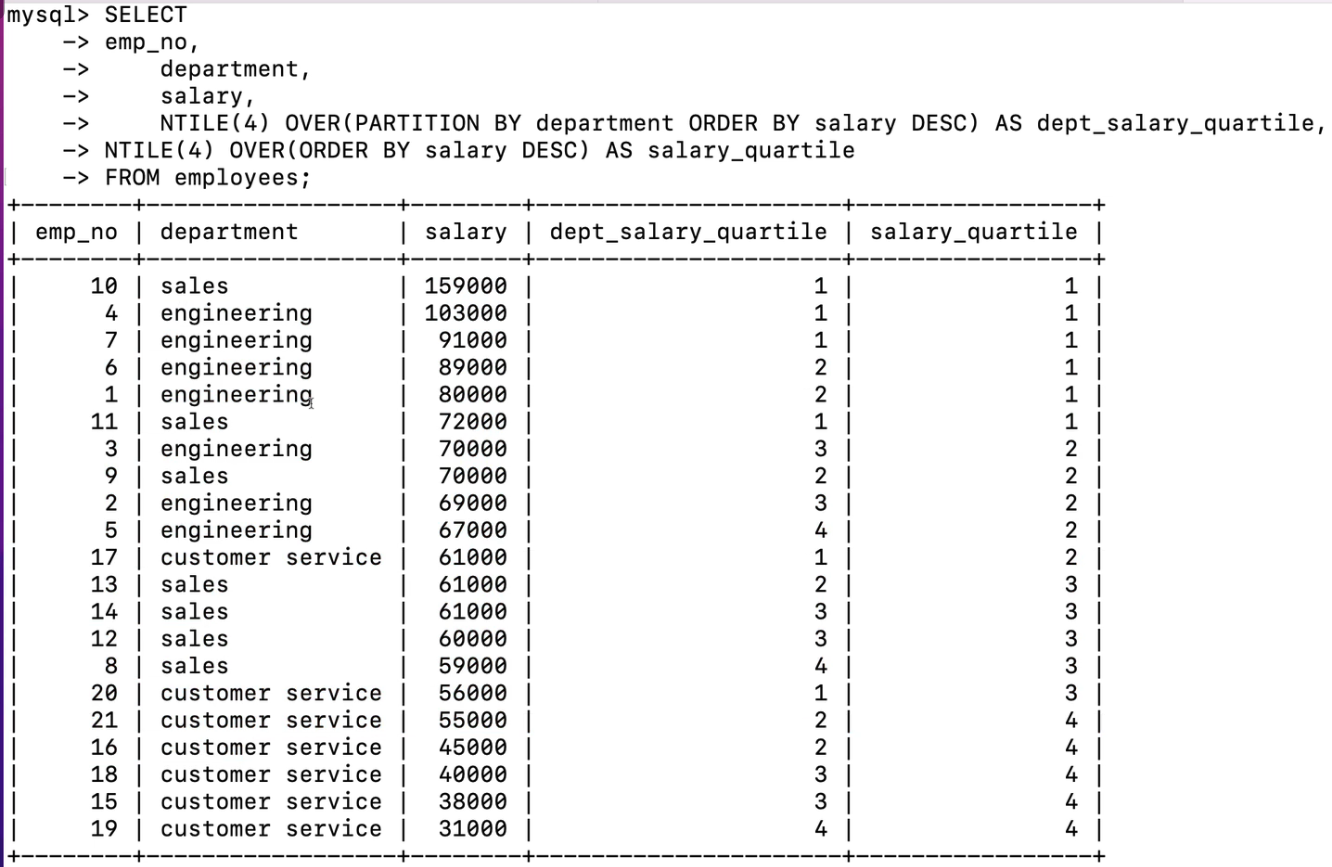 mysql> SELECT
    -> emp_no,
    ->     department,
    ->     salary,
    ->     NTILE(4) OVER(PARTITION BY department ORDER BY salary DESC) AS dept_salary_quartile,
    -> NTILE(4) OVER(ORDER BY salary DESC) AS salary_quartile
    -> FROM employees;
+--------+------------------+--------+----------------------+-----------------+
| emp_no | department       | salary | dept_salary_quartile | salary_quartile |
+--------+------------------+--------+----------------------+-----------------+
|     10 | sales            | 159000 |                    1 |               1 |
|      4 | engineering      | 103000 |                    1 |               1 |
|      7 | engineering      |  91000 |                    1 |               1 |
|      6 | engineering      |  89000 |                    2 |               1 |
|      1 | engineering      |  80000 |                    2 |               1 |
|     11 | sales            |  72000 |                    1 |               1 |
|      3 | engineering      |  70000 |                    3 |               2 |
|      9 | sales            |  70000 |                    2 |               2 |
|      2 | engineering      |  69000 |                    3 |               2 |
|      5 | engineering      |  67000 |                    4 |               2 |
|     17 | customer service |  61000 |                    1 |               2 |
|     13 | sales            |  61000 |                    2 |               3 |
|     14 | sales            |  61000 |                    3 |               3 |
|     12 | sales            |  60000 |                    3 |               3 |
|      8 | sales            |  59000 |                    4 |               3 |
|     20 | customer service |  56000 |                    1 |               3 |
|     21 | customer service |  55000 |                    2 |               4 |
|     16 | customer service |  45000 |                    2 |               4 |
|     18 | customer service |  40000 |                    3 |               4 |
|     15 | customer service |  38000 |                    3 |               4 |
|     19 | customer service |  31000 |                    4 |               4 |
+--------+------------------+--------+----------------------+-----------------+